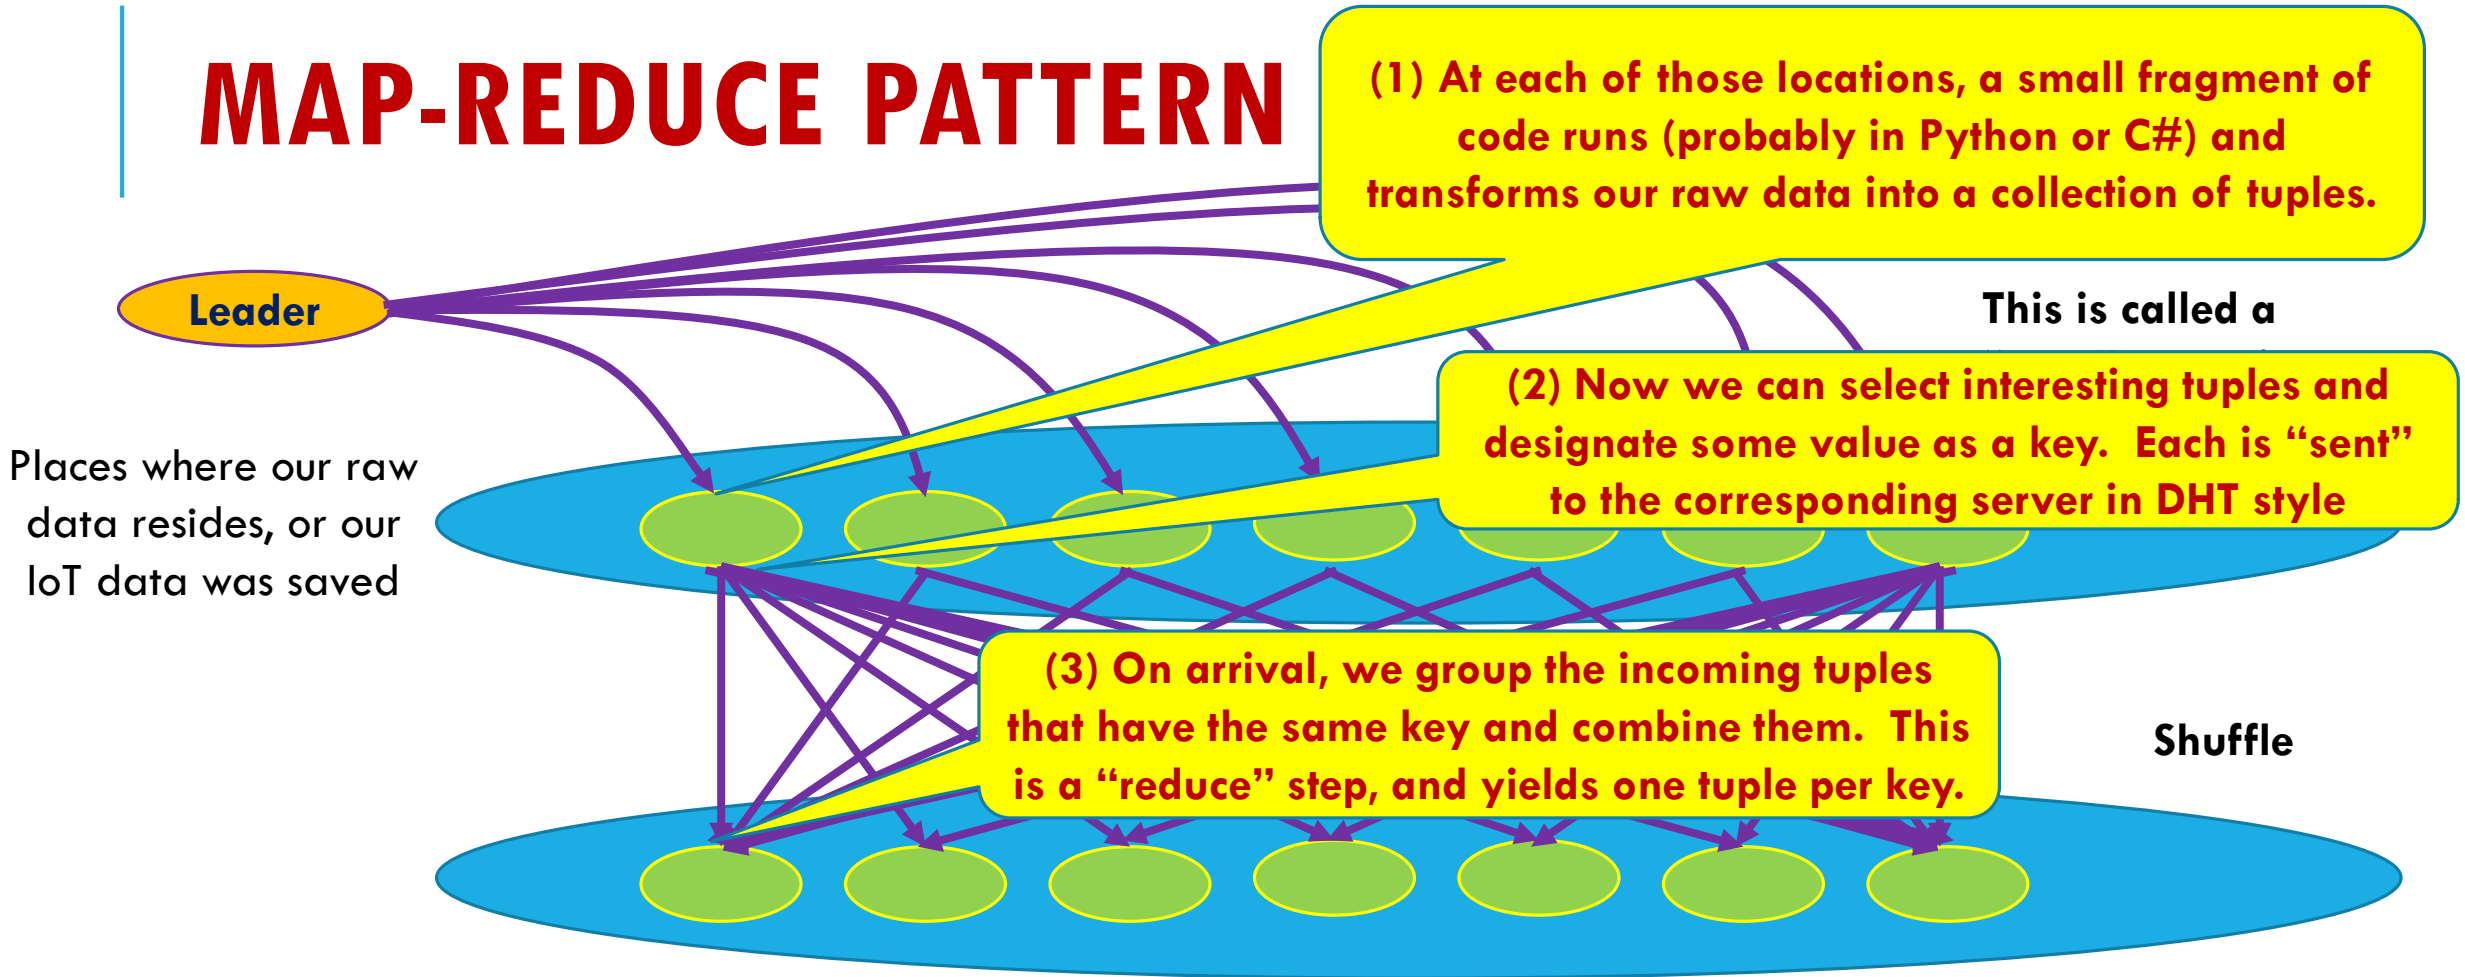 MAP-REDUCE PATTERN
(1) At each of those locations, a small fragment of
code runs (probably in Python or C#) and
transforms our raw data into a collection of tuples.
Leader
This is called a
(2) Now we can select interesting tuples and
designate some value as a key.  Each is “sent”
to the corresponding server in DHT style
Places where our raw
data resides, or our
IoT data was saved
(3) On arrival, we group the incoming tuples
that have the same key and combine them.  This
is a “reduce” step, and yields one tuple per key.
Shuffle